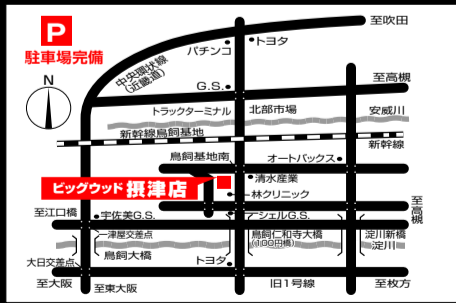 P
駐車場完備
N
至吹田
パチンコ
トヨタ
中央環状線
(近畿道)
G.S.
至高槻
トラックターミナル
北部市場
安威川
新幹線鳥飼基地
新幹線
鳥飼基地南
オートバックス
清水産業
ビッグウッド 摂津店
林クリニック
至高槻
至江口橋
宇佐美G.S.
シェルG.S.
津屋交差点
鳥飼仁和寺大橋
(100円橋)
淀川新橋
淀川
鳥飼大橋
大日交差点
トヨタ
旧1号線
至大阪
至東大阪
至枚方